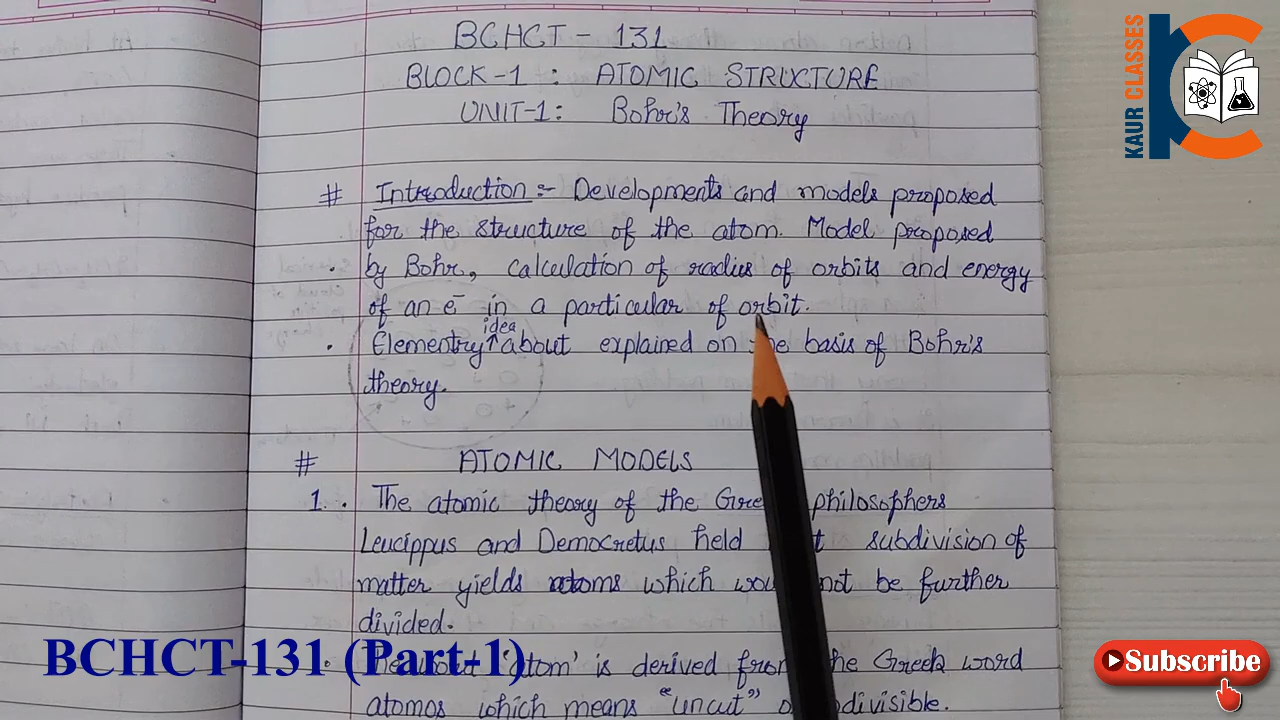 BCHCT - 131
BLOCK-1 : ATOMIC STRUCTURE
UNIT-1: Bohr's Theory
# Introduction :- Developments and models proposed
for the structure of the atom. Model proposed
. by Bohr, calculation of radius of orbits and energy
of an e̅ in a particular of orbit.
idea
. Elementry ↑ about explained on the basis of Bohr's
theory.
# ATOMIC MODELS
1. . The atomic theory of the philosophers
Leucippus and Democretus held subdivision of
matter yields atoms which not be further
divided.
. 'atom' is derived the Greek word
atomos which means "uncut"
KAUR CLASSES
BCHCT-131 (Part-1)
Subscribe